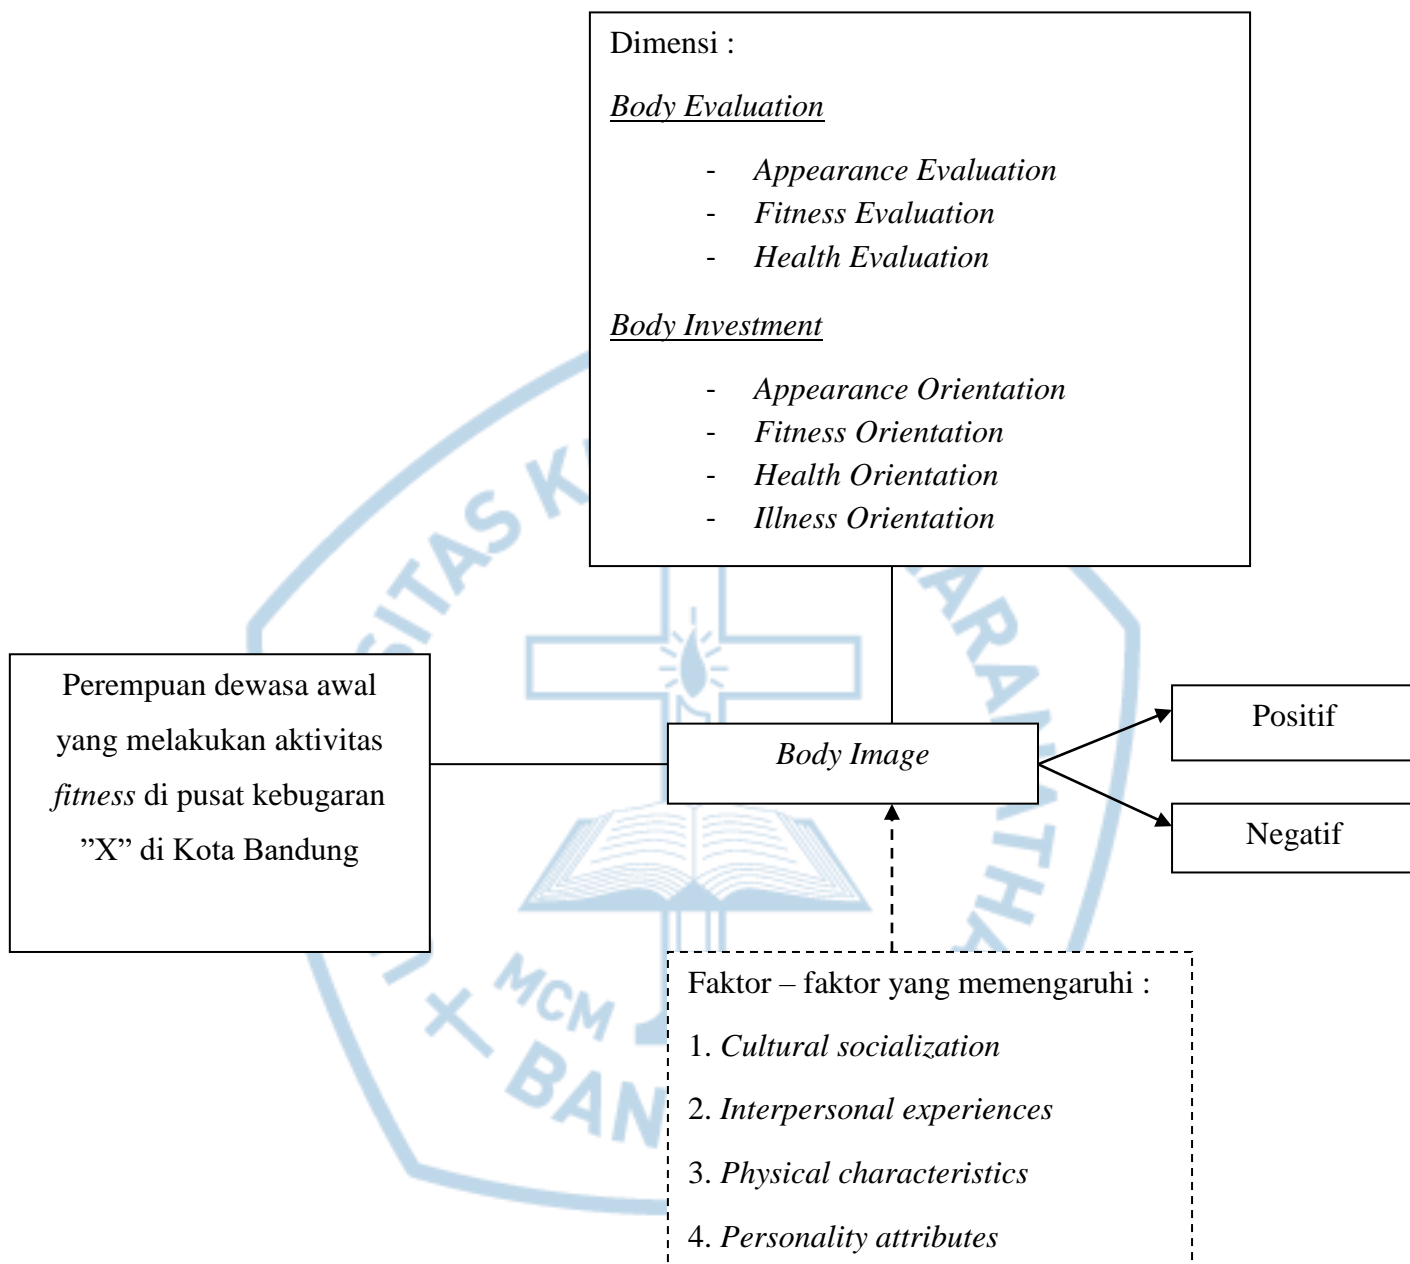 Dimensi :
Body Evaluation
- Appearance Evaluation
- Fitness Evaluation
- Health Evaluation
Body Investment
- Appearance Orientation
- Fitness Orientation
- Health Orientation
- Illness Orientation
Perempuan dewasa awal
yang melakukan aktivitas
fitness di pusat kebugaran
”X” di Kota Bandung
Body Image
Positif
Negatif
Faktor – faktor yang memengaruhi :
1. Cultural socialization
2. Interpersonal experiences
3. Physical characteristics
4. Personality attributes
MCM